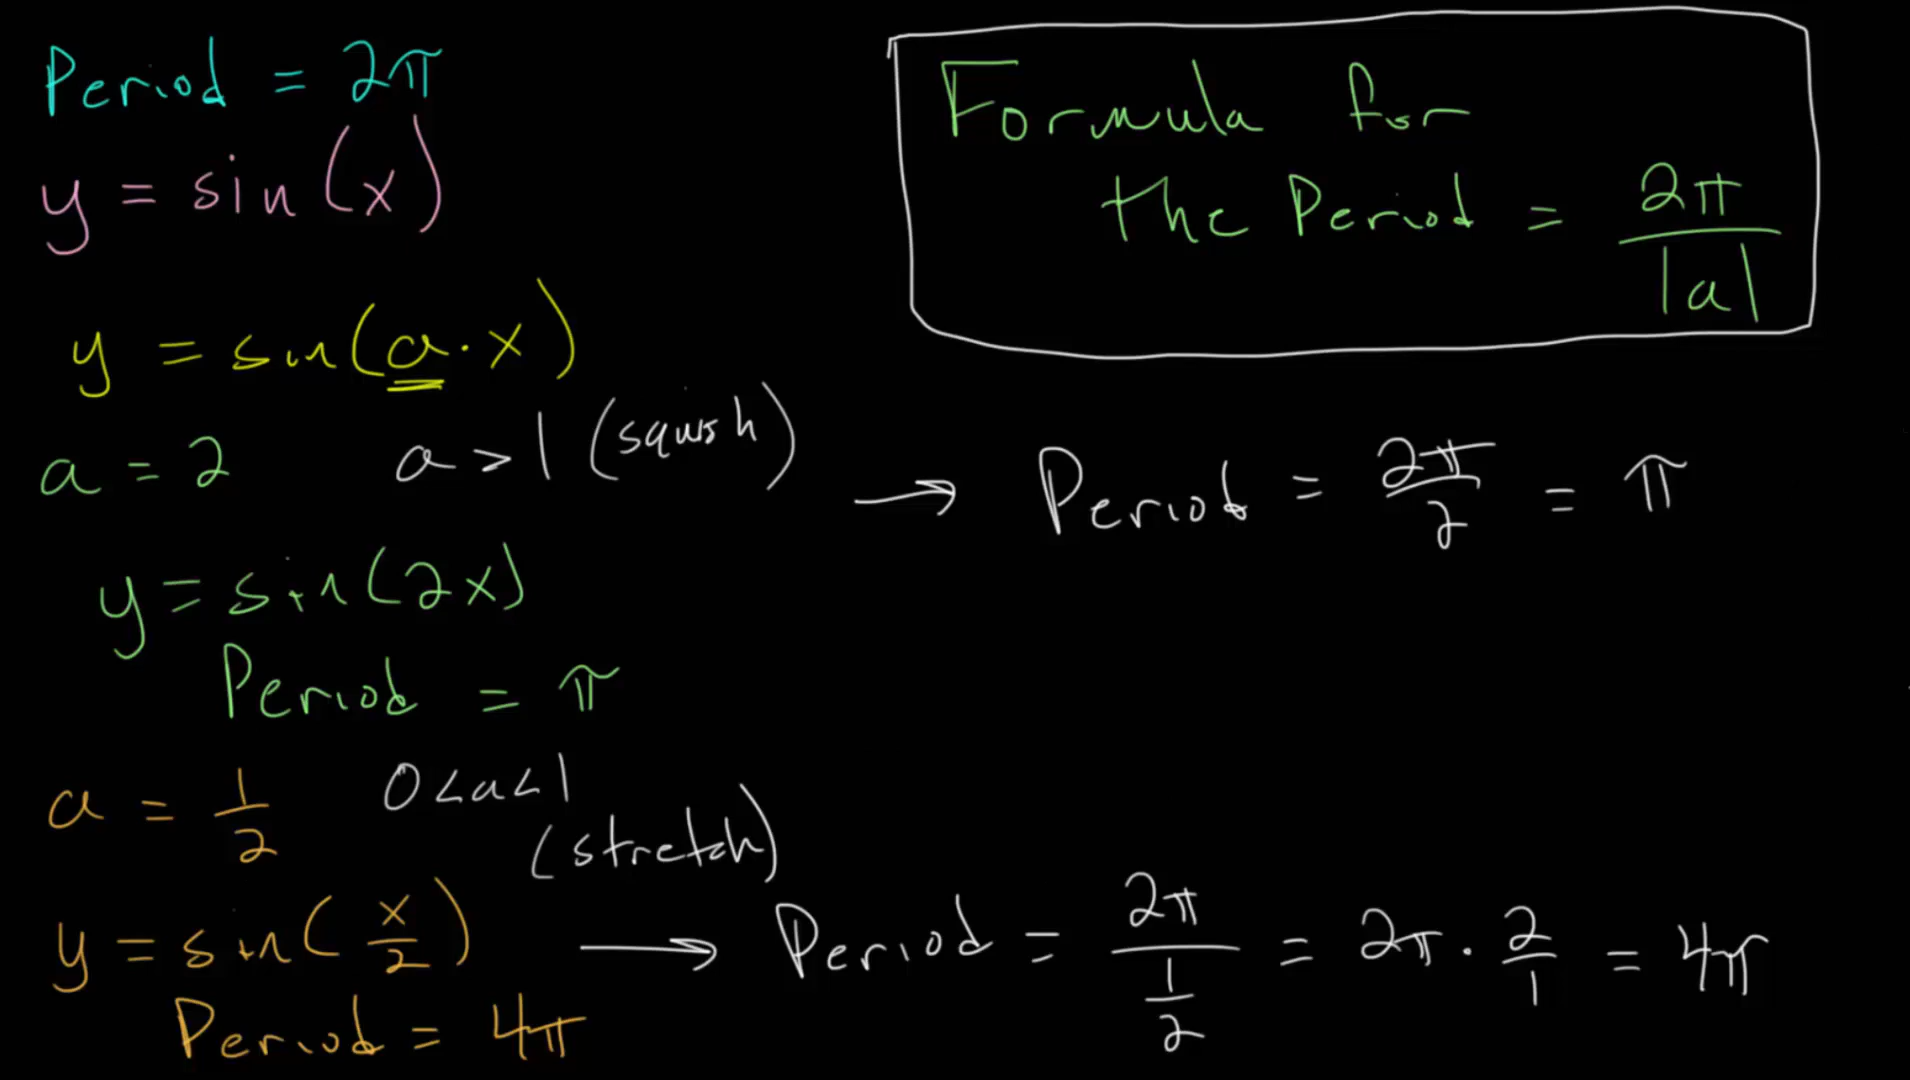 Period = 2π
y = sin(x)
y = sin(a·x)
a = 2 a > 1 (squish)
y = sin(2x)
Period = π
a = 1/2 0<a<1
(stretch)
y = sin(x/2)
Period = 4π
Formula for
the Period = 2π/|a|
→ Period = 2π/2 = π
→ Period = 2π/(1/2) = 2π · 2/1 = 4π